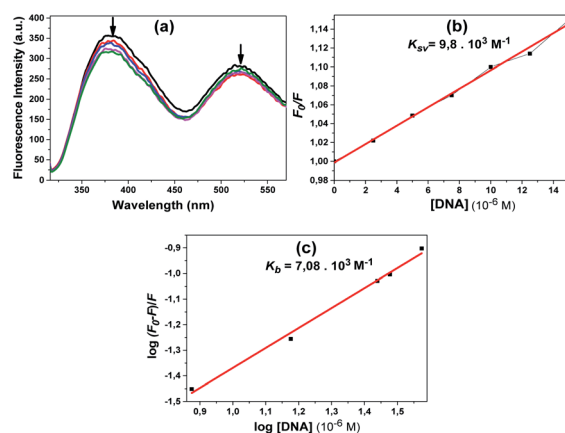 (a)
Fluorescence Intensity (a.u.)
400
350
300
250
200
150
100
50
0
350 400 450 500 550
Wavelength (nm)
(b)
K_sv = 9,8 . 10³ M⁻¹
F₀/F
1,14
1,12
1,10
1,08
1,06
1,04
1,02
1,00
0,98
0 2 4 6 8 10 12 14
[DNA] (10⁻⁶ M)
(c)
K_b = 7,08 . 10³ M⁻¹
log (F₀-F)/F
-0,9
-1,0
-1,1
-1,2
-1,3
-1,4
-1,5
0,9 1,0 1,1 1,2 1,3 1,4 1,5
log [DNA] (10⁻⁶ M)